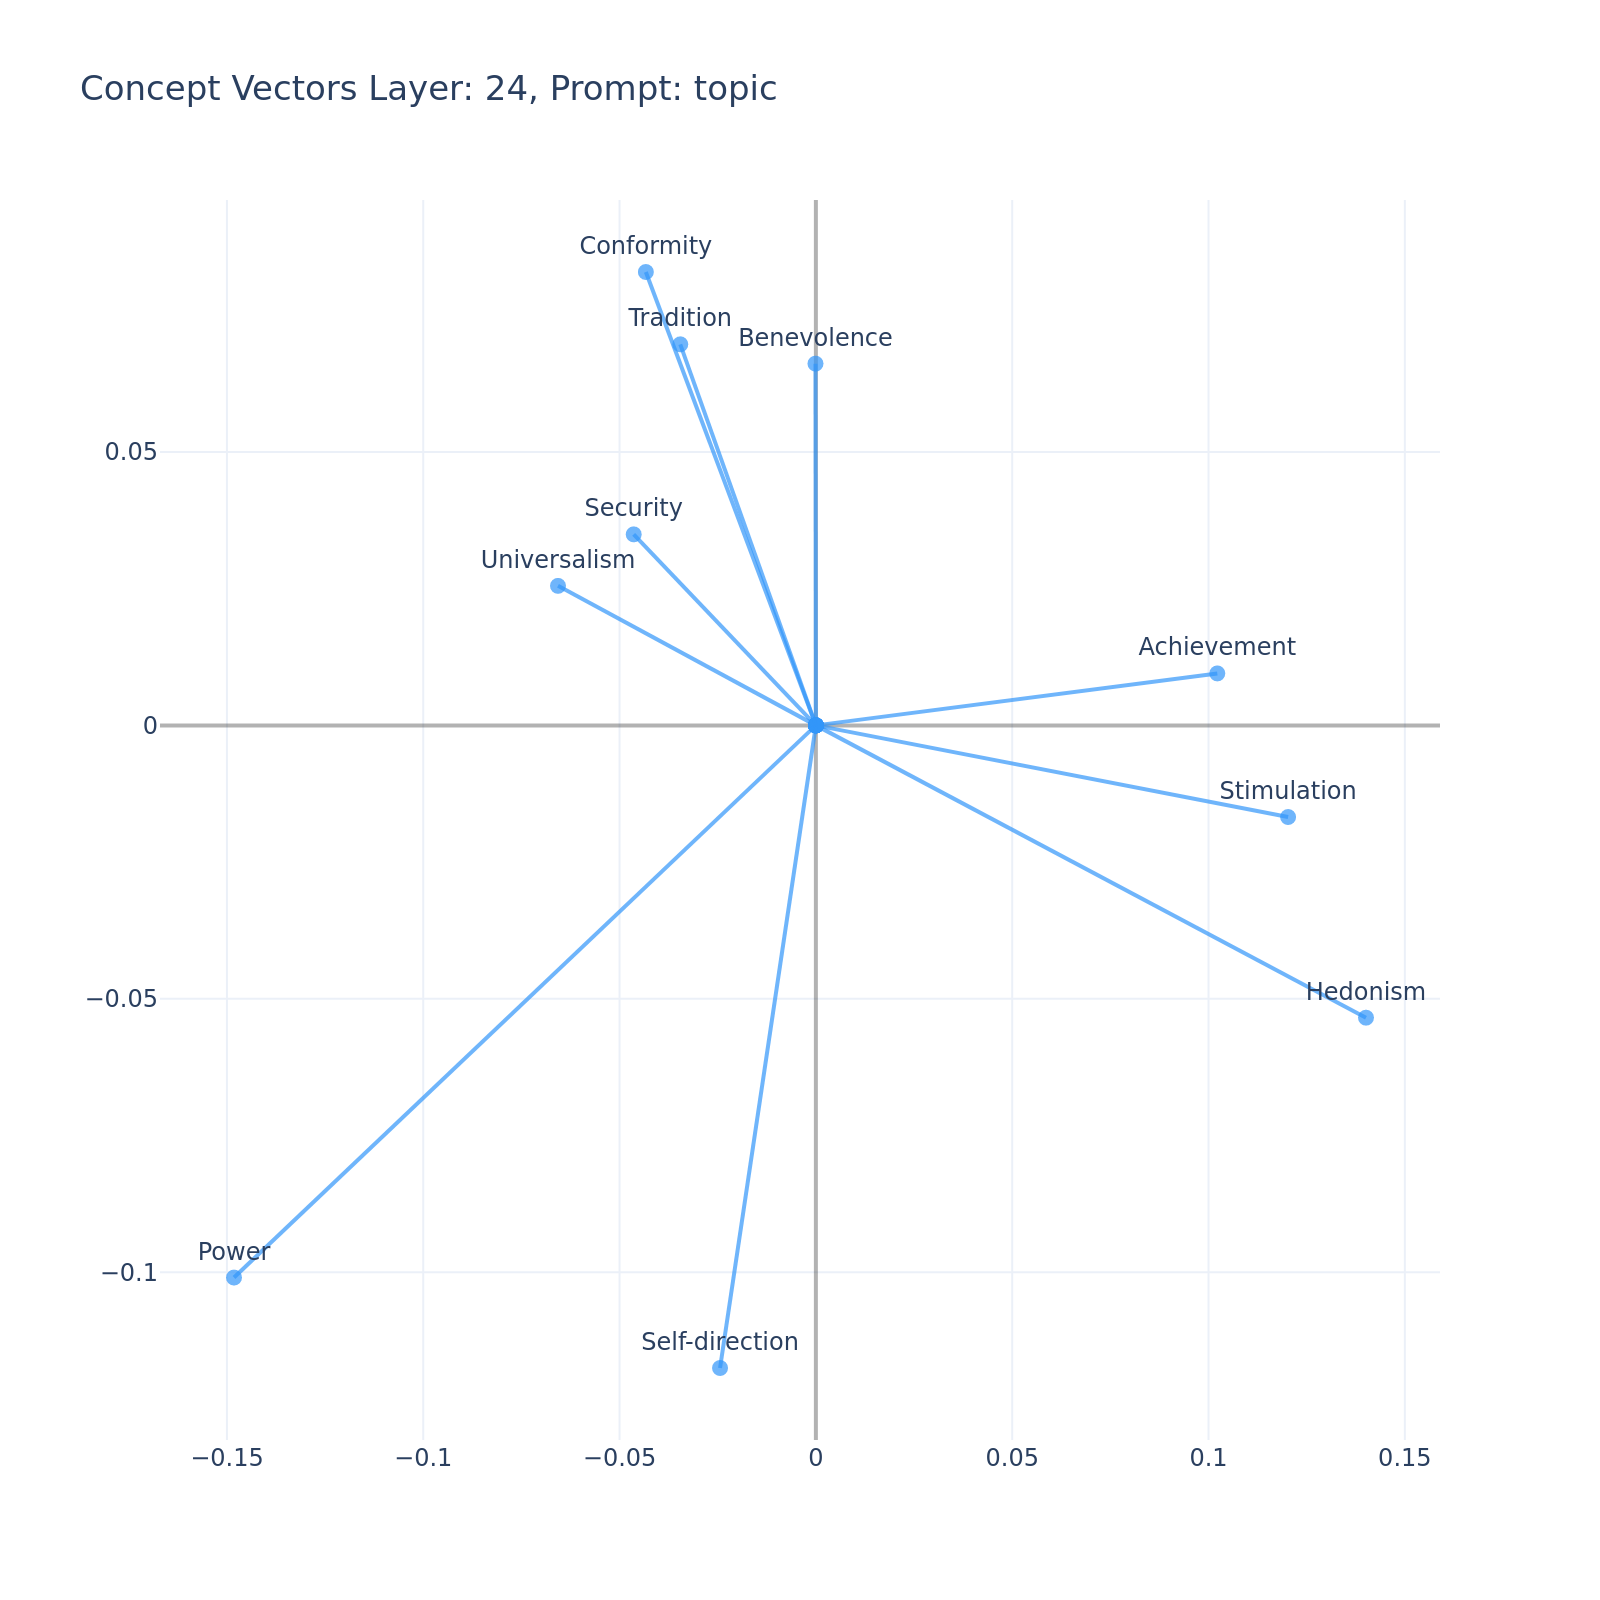 Concept Vectors Layer: 24, Prompt: topic
Conformity
Tradition
Benevolence
0.05
Security
Universalism
Achievement
0
Stimulation
Hedonism
−0.05
Power
−0.1
Self-direction
−0.15
−0.1
−0.05
0
0.05
0.1
0.15